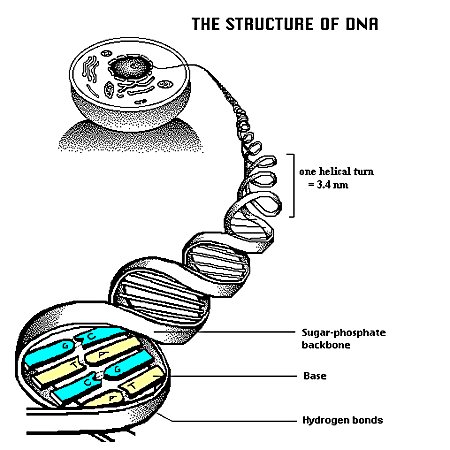 THE STRUCTURE OF DNA
one helical turn
= 3.4 nm
Sugar-phosphate
backbone
Base
Hydrogen bonds
G C
T A
C G
A T